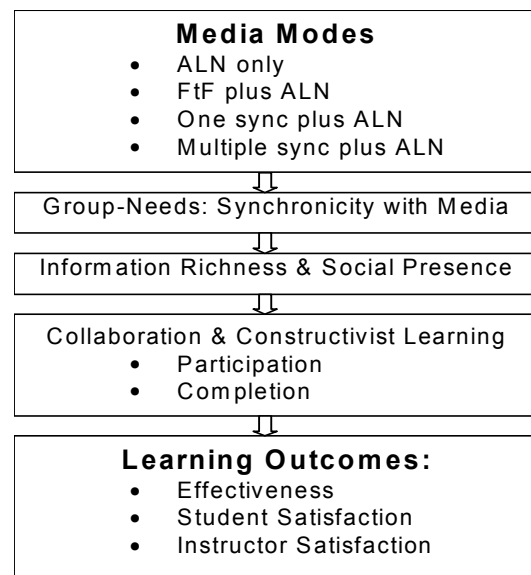 Media Modes
• ALN only
• FtF plus ALN
• One sync plus ALN
• Multiple sync plus ALN
Group-Needs: Synchronicity with Media
Information Richness & Social Presence
Collaboration & Constructivist Learning
• Participation
• Completion
Learning Outcomes:
• Effectiveness
• Student Satisfaction
• Instructor Satisfaction